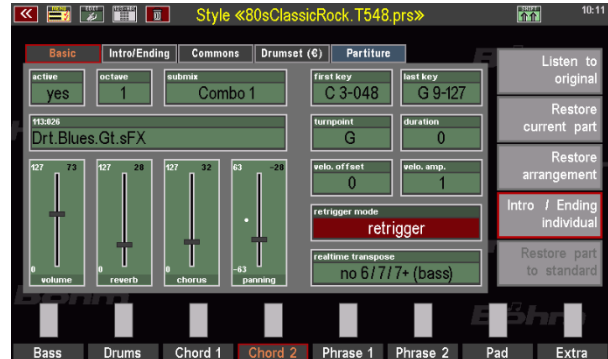 MENU EDIT
Style «80sClassicRock.T548.prs»
SHIFT
10:11
Basic Intro/Ending Commons Drumset (€) Partiture
active octave submix first key last key
yes 1 Combo 1 C 3-048 G 9-127
113:026 turnpoint duration
Drt.Blues.Gt.sFX G 0
127 73 127 28 127 32 63 -28 velo. offset velo. amp.
0 1
retrigger mode
retrigger
realtime transpose
0 0 0 -63 no 6/7/7+ (bass)
volume reverb chorus panning
Listen to
original
Restore
current part
Restore
arrangement
Intro / Ending
individual
Restore part
to standard
Böhm
Bass Drums Chord 1 Chord 2 Phrase 1 Phrase 2 Pad Extra